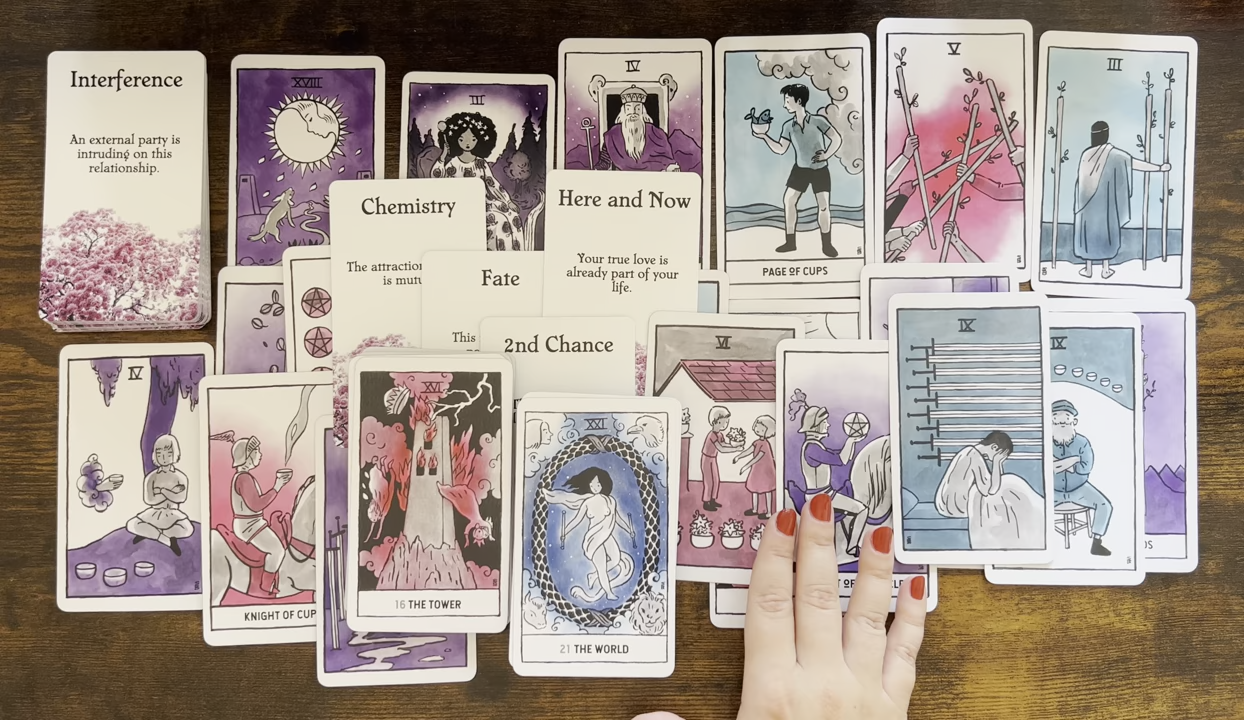 Interference
An external party is
intruding on this
relationship.
XVIII
III
IV
PAGE OF CUPS
V
III
Chemistry
The attraction
is mutu
Fate
This
Here and Now
Your true love is
already part of your
life.
2nd Chance
IV
KNIGHT OF CUP
XVI
16 THE TOWER
XXI
21 THE WORLD
VI
IX
IX